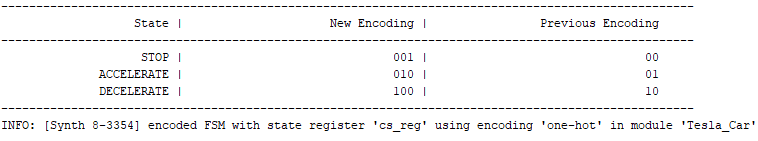 ---------------------------------------------------------------------------------------------------
                   State |                     New Encoding |                Previous Encoding
---------------------------------------------------------------------------------------------------
                    STOP |                              001 |                               00
              ACCELERATE |                              010 |                               01
              DECELERATE |                              100 |                               10
---------------------------------------------------------------------------------------------------
INFO: [Synth 8-3354] encoded FSM with state register 'cs_reg' using encoding 'one-hot' in module 'Tesla_Car'